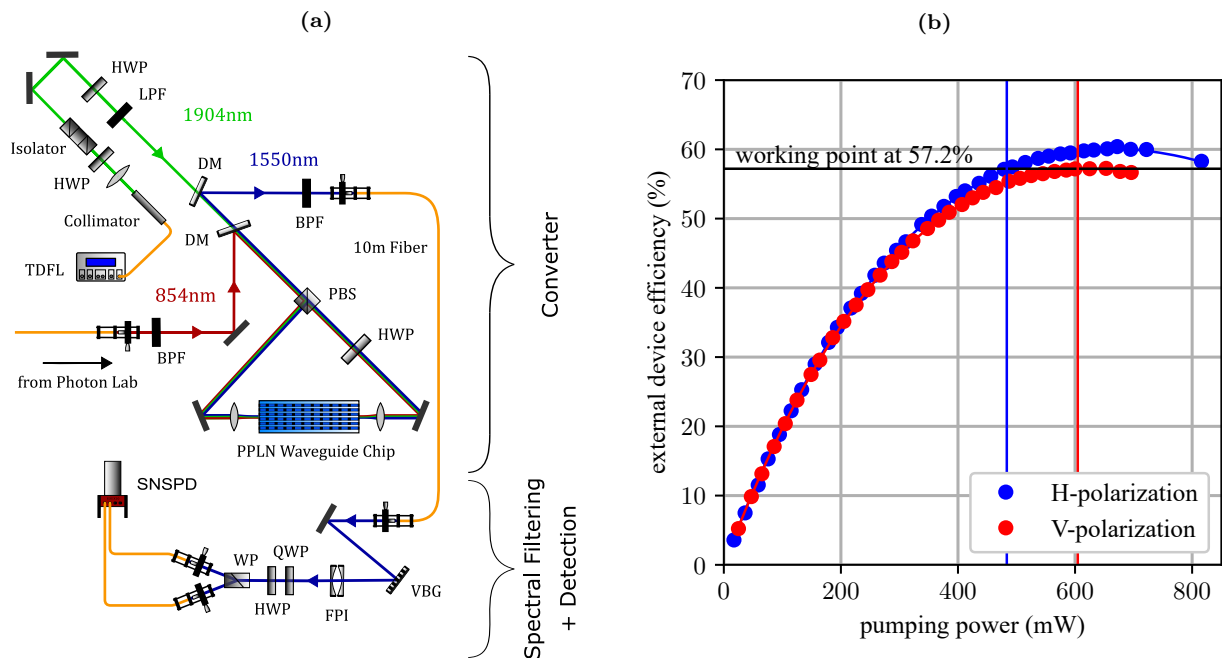 (a)
HWP
LPF
1904nm
Isolator
HWP
DM
1550nm
BPF
Collimator
DM
10m Fiber
TDFL
854nm
PBS
HWP
BPF
from Photon Lab
PPLN Waveguide Chip
Converter
SNSPD
WP
QWP
HWP
FPI
VBG
Spectral Filtering
+ Detection
(b)
70
60
50
40
30
20
10
0
external device efficiency (%)
working point at 57.2%
H-polarization
V-polarization
0
200
400
600
800
pumping power (mW)